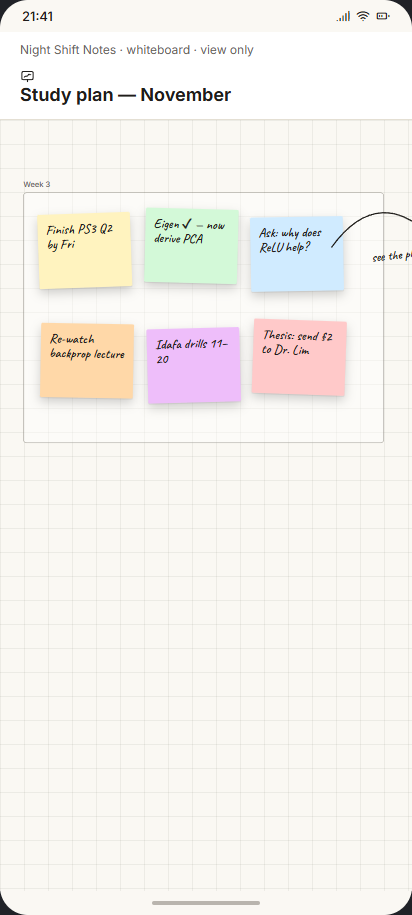 21:41
Night Shift Notes · whiteboard · view only
Study plan — November
Week 3
Finish PS3 Q2
by Fri
Eigen ✓ — now
derive PCA
Ask: why does
ReLU help?
see the
Re-watch
backprop lecture
Idafa drills 11–
20
Thesis: send f2
to Dr. Lim